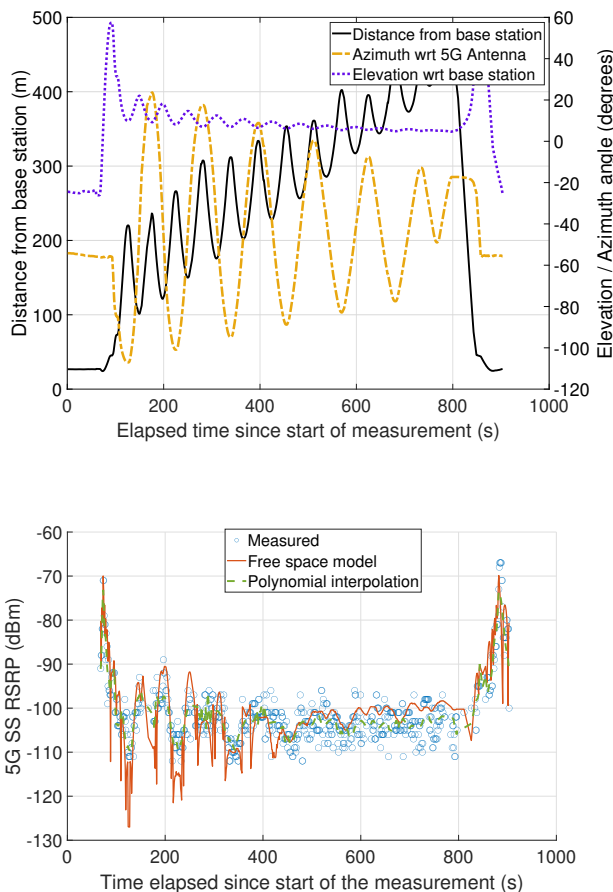 Distance from base station
Azimuth wrt 5G Antenna
Elevation wrt base station
Distance from base station (m)
500
400
300
200
100
0
60
40
20
0
-20
-40
-60
-80
-100
-120
Elevation / Azimuth angle (degrees)
0 200 400 600 800 1000
Elapsed time since start of measurement (s)
Measured
Free space model
Polynomial interpolation
5G SS RSRP (dBm)
-60
-70
-80
-90
-100
-110
-120
-130
0 200 400 600 800 1000
Time elapsed since start of the measurement (s)